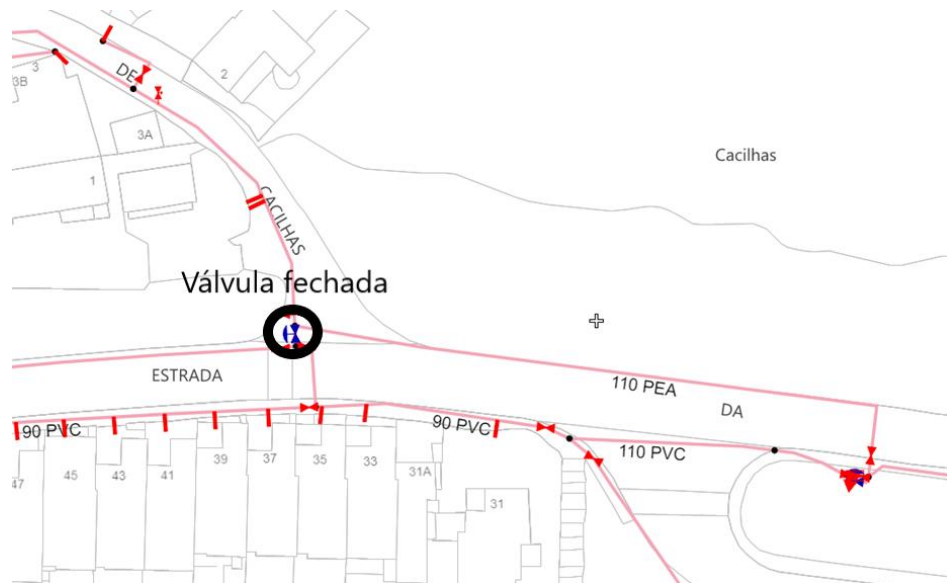 DE
2
3
3B
3A
1
Cacilhas
CACILHAS
Válvula fechada
ESTRADA
110 PEA
DA
90 PVC
90 PVC
110 PVC
47
45
43
41
39
37
35
33
31A
31